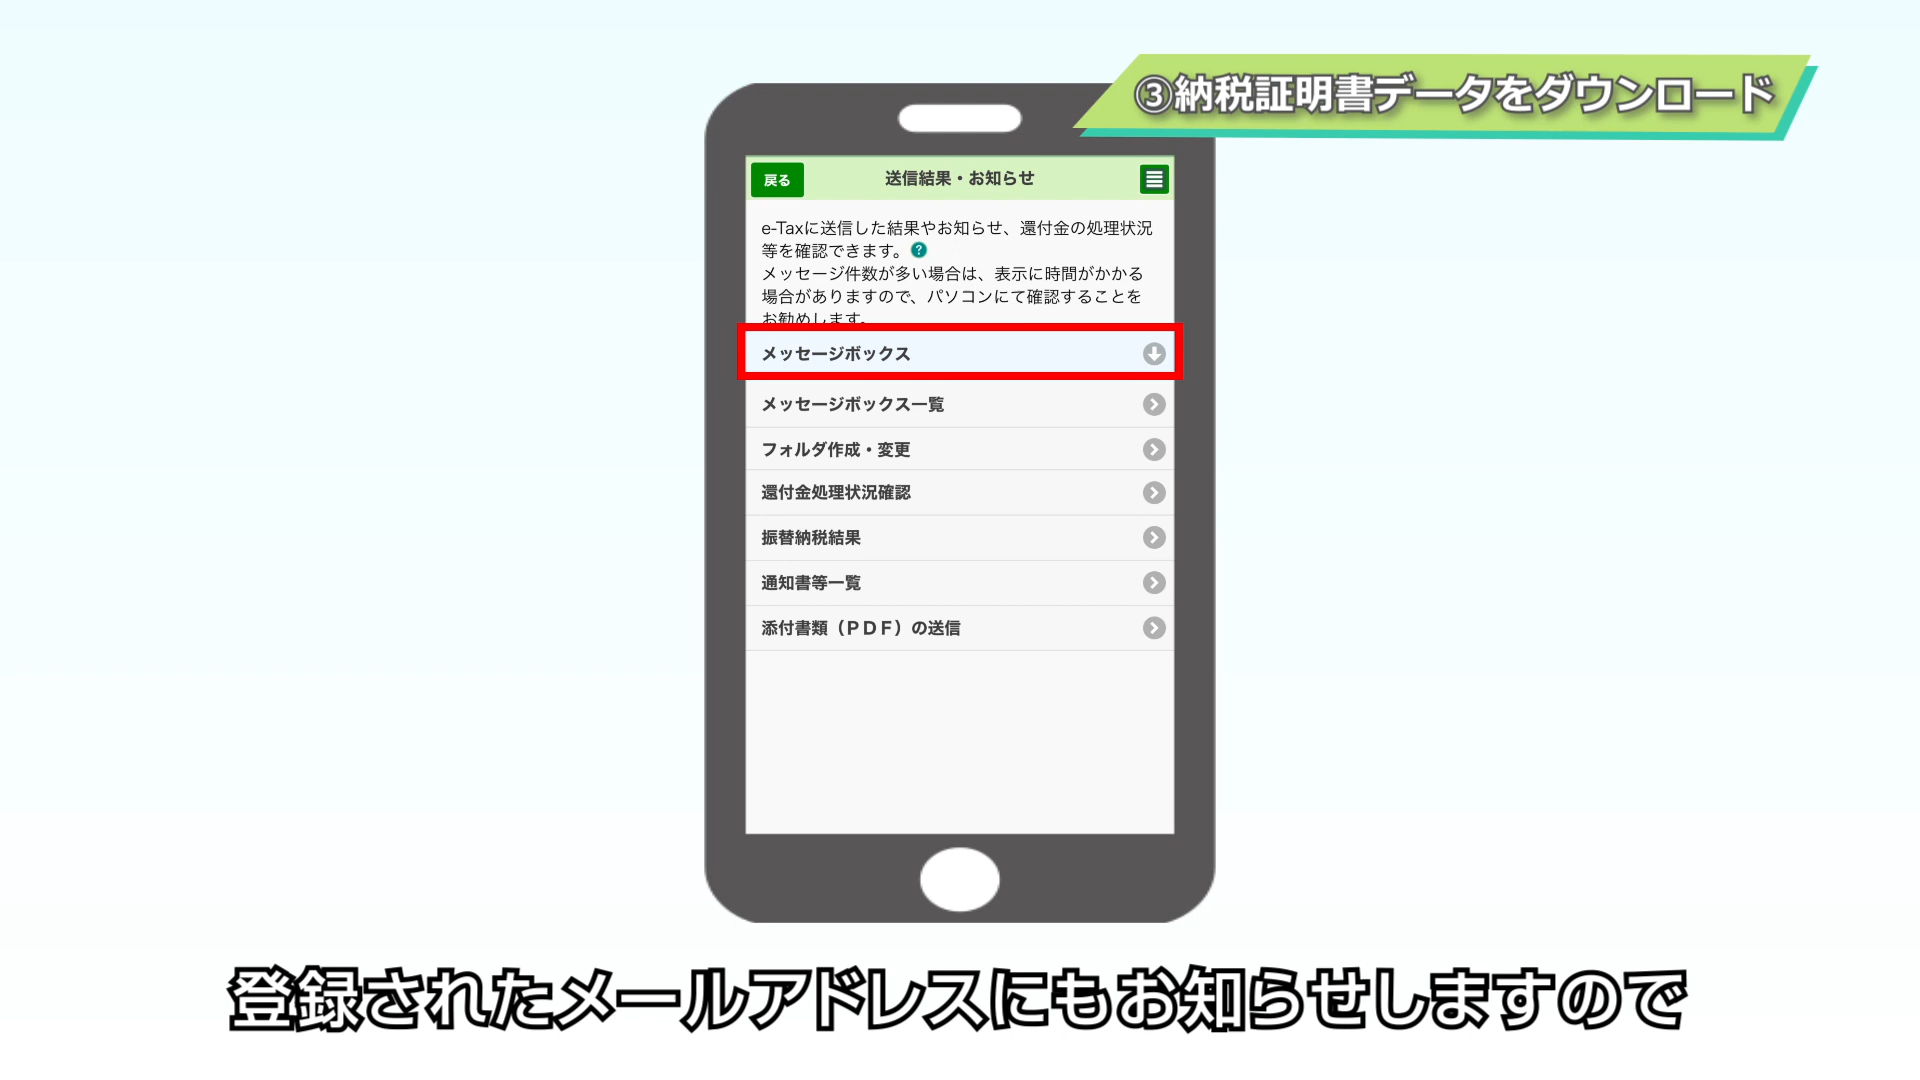 ③納税証明書データをダウンロード
戻る
送信結果・お知らせ
e-Taxに送信した結果やお知らせ、還付金の処理状況
等を確認できます。?
メッセージ件数が多い場合は、表示に時間がかかる
場合がありますので、パソコンにて確認することを
お勧めします。
メッセージボックス
メッセージボックス一覧
フォルダ作成・変更
還付金処理状況確認
振替納税結果
通知書等一覧
添付書類（ＰＤＦ）の送信
登録されたメールアドレスにもお知らせしますので